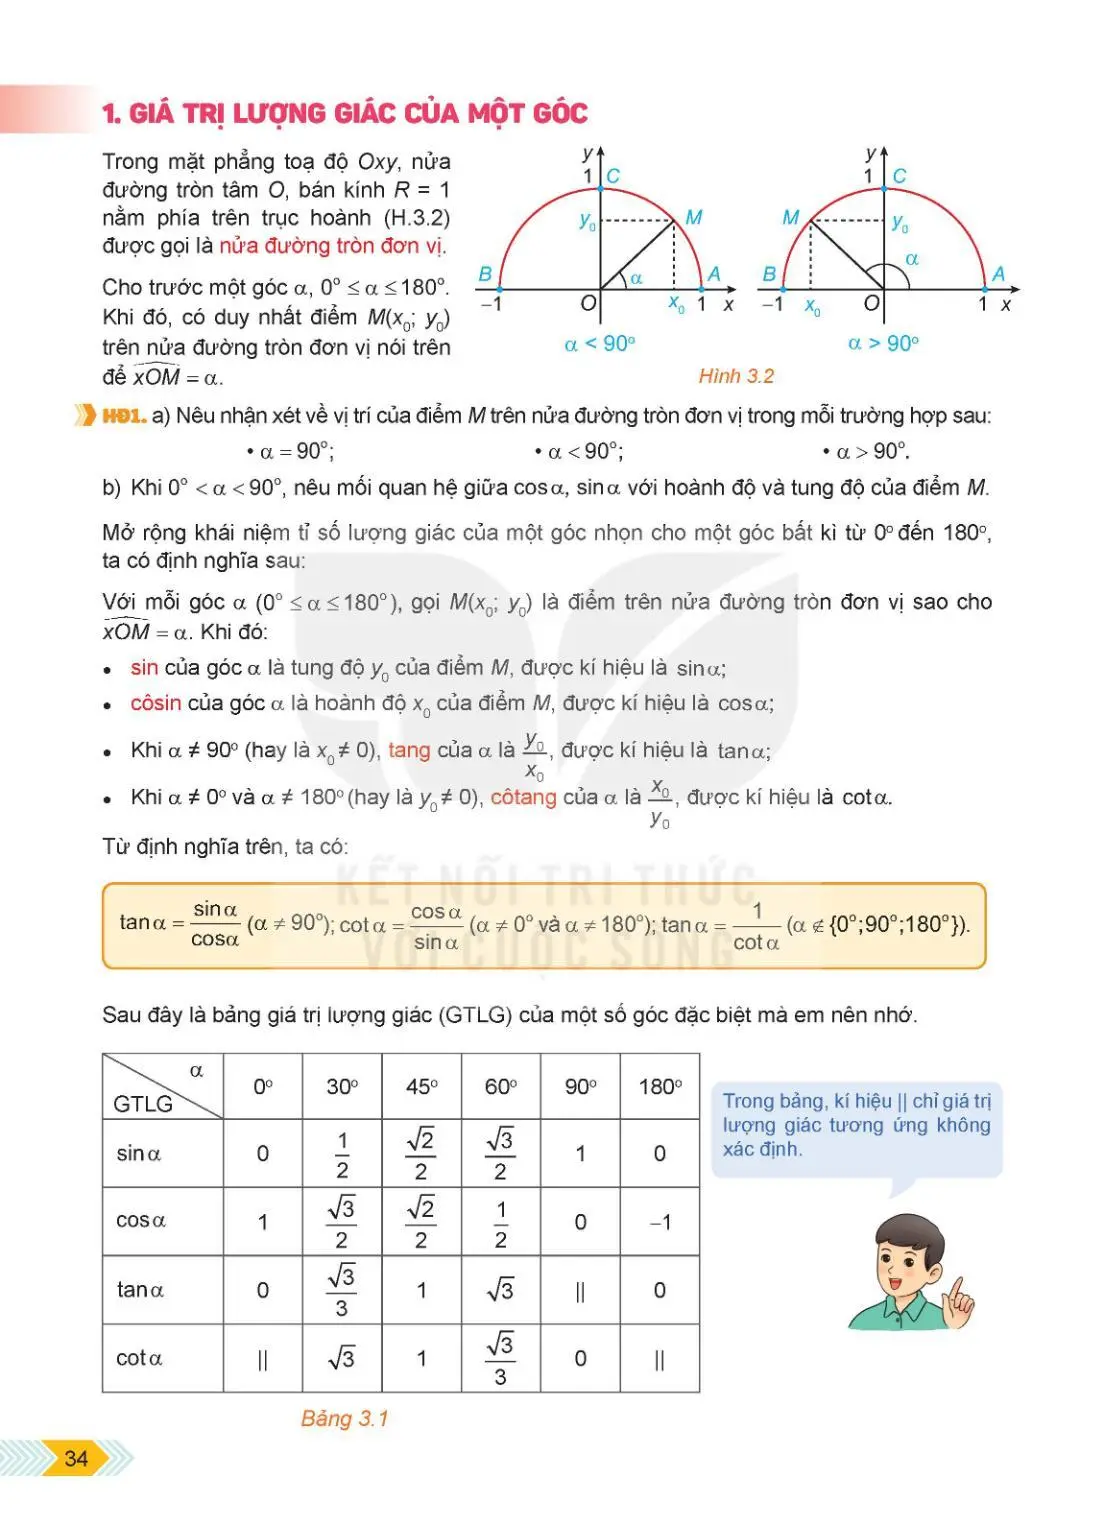 1. GIÁ TRỊ LƯỢNG GIÁC CỦA MỘT GÓC
Trong mặt phẳng toạ độ Oxy, nửa
đường tròn tâm O, bán kính R = 1
nằm phía trên trục hoành (H.3.2)
được gọi là nửa đường tròn đơn vị.
Cho trước một góc α, 0° ≤ α ≤ 180°.
Khi đó, có duy nhất điểm M(x₀; y₀)
trên nửa đường tròn đơn vị nói trên
để xOM = α.
y
1 C
y₀ M
B α A
−1 O x₀ 1 x
α < 90°
y
1 C
M y₀
B α A
−1 x₀ O 1 x
α > 90°
Hình 3.2
HĐ1. a) Nêu nhận xét về vị trí của điểm M trên nửa đường tròn đơn vị trong mỗi trường hợp sau:
• α = 90°; • α < 90°; • α > 90°.
b) Khi 0° < α < 90°, nêu mối quan hệ giữa cosα, sinα với hoành độ và tung độ của điểm M.
Mở rộng khái niệm tỉ số lượng giác của một góc nhọn cho một góc bất kì từ 0° đến 180°,
ta có định nghĩa sau:
Với mỗi góc α (0° ≤ α ≤ 180°), gọi M(x₀; y₀) là điểm trên nửa đường tròn đơn vị sao cho
xOM = α. Khi đó:
• sin của góc α là tung độ y₀ của điểm M, được kí hiệu là sinα;
• côsin của góc α là hoành độ x₀ của điểm M, được kí hiệu là cosα;
• Khi α ≠ 90° (hay là x₀ ≠ 0), tang của α là y₀/x₀, được kí hiệu là tanα;
• Khi α ≠ 0° và α ≠ 180° (hay là y₀ ≠ 0), côtang của α là x₀/y₀, được kí hiệu là cotα.
Từ định nghĩa trên, ta có:
KẾT NỐI TRI THỨC
VỚI CUỘC SỐNG
tanα = sinα/cosα (α ≠ 90°); cotα = cosα/sinα (α ≠ 0° và α ≠ 180°); tanα = 1/cotα (α ∉ {0°;90°;180°}).
Sau đây là bảng giá trị lượng giác (GTLG) của một số góc đặc biệt mà em nên nhớ.
α
GTLG 0° 30° 45° 60° 90° 180°
sinα 0 1/2 √2/2 √3/2 1 0
cosα 1 √3/2 √2/2 1/2 0 −1
tanα 0 √3/3 1 √3 || 0
cotα || √3 1 √3/3 0 ||
Bảng 3.1
Trong bảng, kí hiệu || chỉ giá trị
lượng giác tương ứng không
xác định.
34